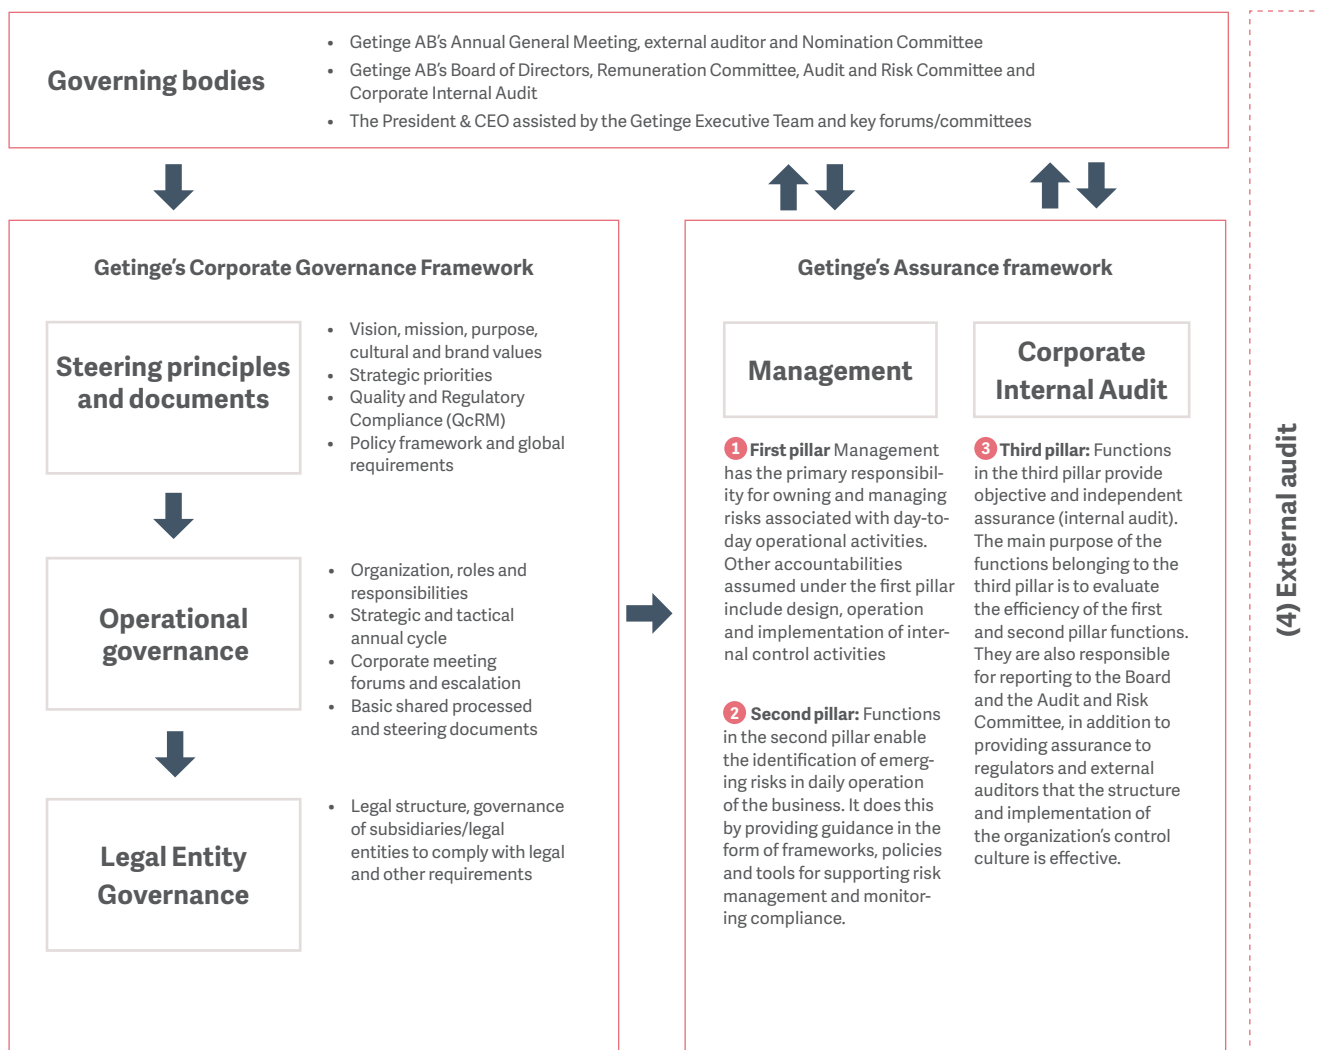 Governing bodies
• Getinge AB's Annual General Meeting, external auditor and Nomination Committee
• Getinge AB's Board of Directors, Remuneration Committee, Audit and Risk Committee and
Corporate Internal Audit
• The President & CEO assisted by the Getinge Executive Team and key forums/committees
Getinge's Corporate Governance Framework
Steering principles
and documents
• Vision, mission, purpose,
cultural and brand values
• Strategic priorities
• Quality and Regulatory
Compliance (QcRM)
• Policy framework and global
requirements
Operational
governance
• Organization, roles and
responsibilities
• Strategic and tactical
annual cycle
• Corporate meeting
forums and escalation
• Basic shared processed
and steering documents
Legal Entity
Governance
• Legal structure, governance
of subsidiaries/legal
entities to comply with legal
and other requirements
Getinge's Assurance framework
Management
1 First pillar Management
has the primary responsibil-
ity for owning and managing
risks associated with day-to-
day operational activities.
Other accountabilities
assumed under the first pillar
include design, operation
and implementation of inter-
nal control activities
2 Second pillar: Functions
in the second pillar enable
the identification of emerg-
ing risks in daily operation
of the business. It does this
by providing guidance in the
form of frameworks, policies
and tools for supporting risk
management and monitor-
ing compliance.
Corporate
Internal Audit
3 Third pillar: Functions
in the third pillar provide
objective and independent
assurance (internal audit).
The main purpose of the
functions belonging to the
third pillar is to evaluate
the efficiency of the first
and second pillar functions.
They are also responsible
for reporting to the Board
and the Audit and Risk
Committee, in addition to
providing assurance to
regulators and external
auditors that the structure
and implementation of
the organization's control
culture is effective.
(4) External audit